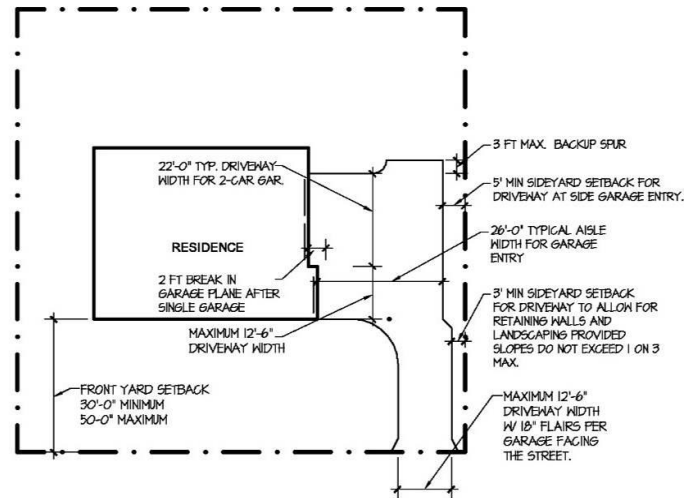 22'-0" TYP. DRIVEWAY
WIDTH FOR 2-CAR GAR.
RESIDENCE
2 FT BREAK IN
GARAGE PLANE AFTER
SINGLE GARAGE
MAXIMUM 12'-6"
DRIVEWAY WIDTH
FRONT YARD SETBACK
30'-0" MINIMUM
50-0" MAXIMUM
3 FT MAX. BACKUP SPUR
5' MIN SIDEYARD SETBACK FOR
DRIVEWAY AT SIDE GARAGE ENTRY.
26'-0" TYPICAL AISLE
WIDTH FOR GARAGE
ENTRY
3' MIN SIDEYARD SETBACK
FOR DRIVEWAY TO ALLOW FOR
RETAINING WALLS AND
LANDSCAPING PROVIDED
SLOPES DO NOT EXCEED 1 ON 3
MAX.
MAXIMUM 12'-6"
DRIVEWAY WIDTH
W/ 18" FLAIRS PER
GARAGE FACING
THE STREET.